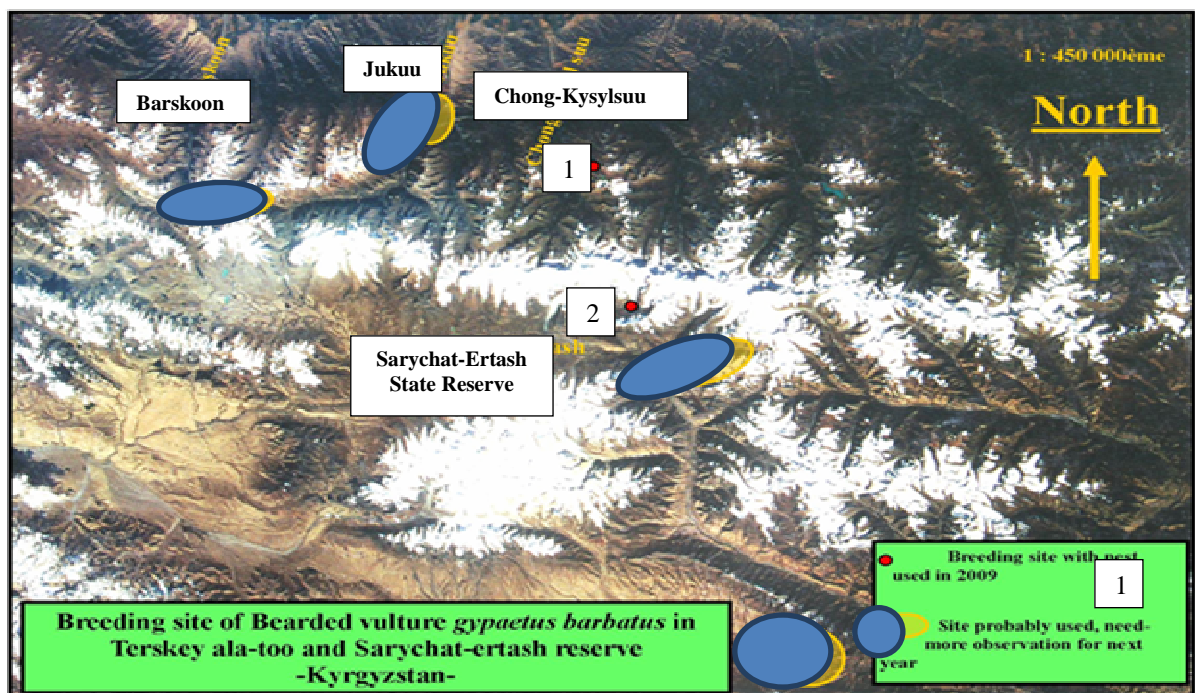 Jukuu
Barskoon
Chong-Kysylsuu
1 : 450 000ème
North
1
2
Sarychat-Ertash
State Reserve
Breeding site with nest
used in 2009
1
Site probably used, need-
more observation for next
year
Breeding site of Bearded vulture gypaetus barbatus in
Terskey ala-too and Sarychat-ertash reserve
-Kyrgyzstan-